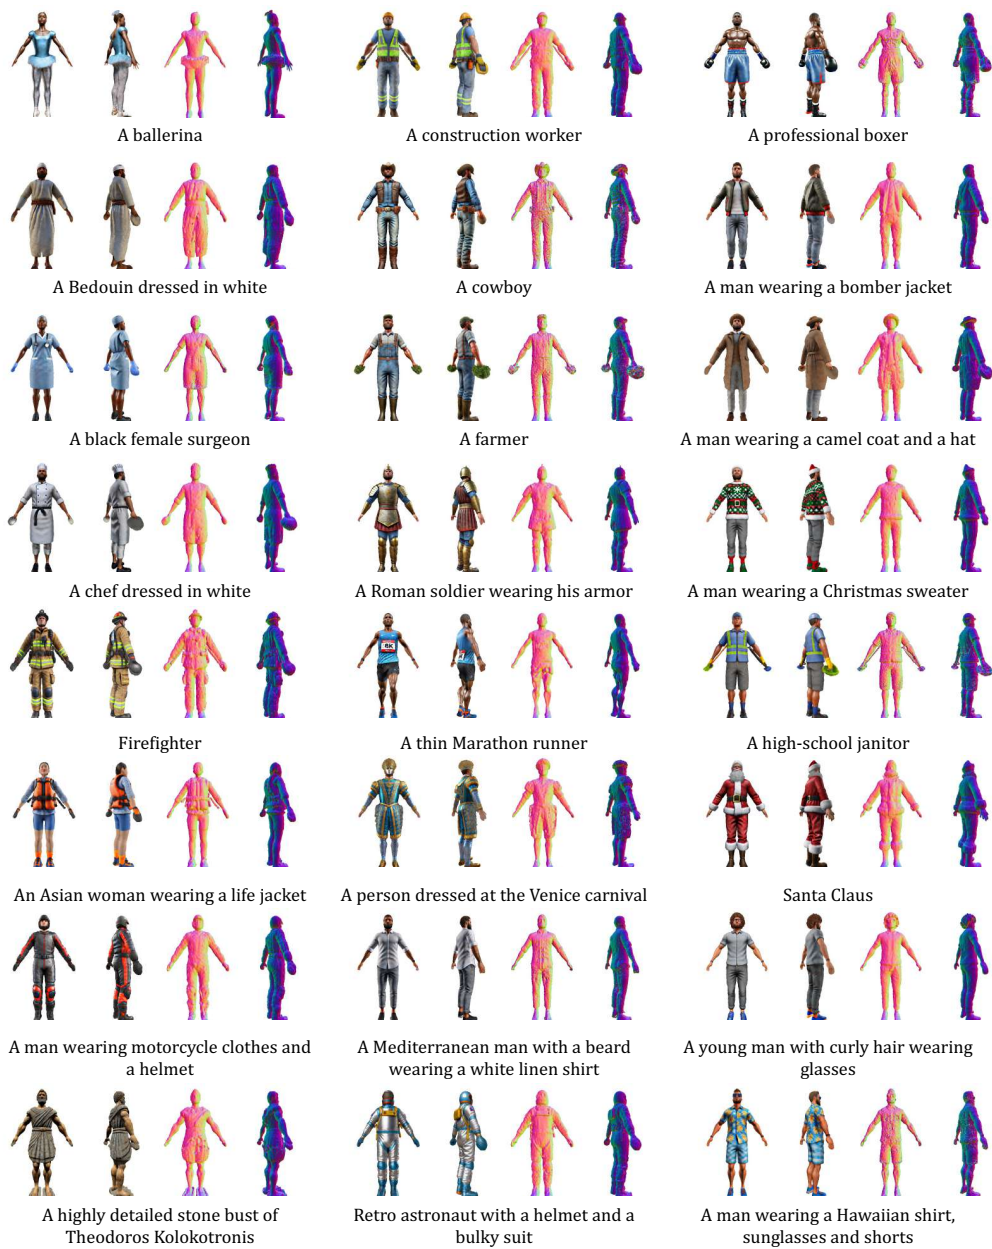 A ballerina
A construction worker
A professional boxer
A Bedouin dressed in white
A cowboy
A man wearing a bomber jacket
A black female surgeon
A farmer
A man wearing a camel coat and a hat
A chef dressed in white
A Roman soldier wearing his armor
A man wearing a Christmas sweater
Firefighter
8K
A thin Marathon runner
A high-school janitor
An Asian woman wearing a life jacket
A person dressed at the Venice carnival
Santa Claus
A man wearing motorcycle clothes and
a helmet
A Mediterranean man with a beard
wearing a white linen shirt
A young man with curly hair wearing
glasses
A highly detailed stone bust of
Theodoros Kolokotronis
Retro astronaut with a helmet and a
bulky suit
A man wearing a Hawaiian shirt,
sunglasses and shorts